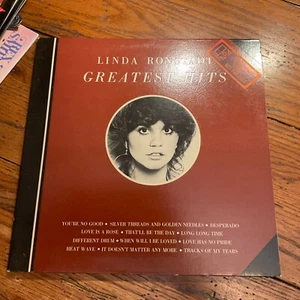 LINDA RONSTADT
GREATEST HITS
YOU'RE NO GOOD • SILVER THREADS AND GOLDEN NEEDLES • DESPERADO
LOVE IS A ROSE • THAT'LL BE THE DAY • LONG LONG TIME
DIFFERENT DRUM • WHEN WILL I BE LOVED • LOVE HAS NO PRIDE
HEAT WAVE • IT DOESN'T MATTER ANY MORE • TRACKS OF MY TEARS